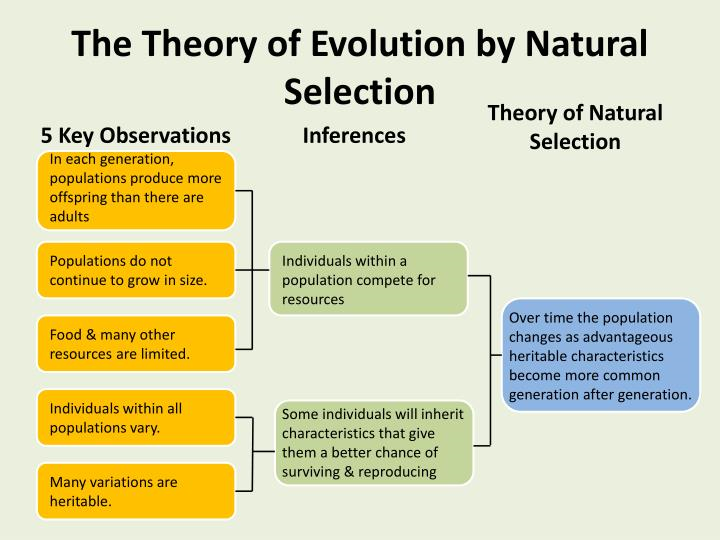 The Theory of Evolution by Natural
Selection
5 Key Observations
Inferences
Theory of Natural
Selection
In each generation,
populations produce more
offspring than there are
adults
Populations do not
continue to grow in size.
Food & many other
resources are limited.
Individuals within all
populations vary.
Many variations are
heritable.
Individuals within a
population compete for
resources
Some individuals will inherit
characteristics that give
them a better chance of
surviving & reproducing
Over time the population
changes as advantageous
heritable characteristics
become more common
generation after generation.